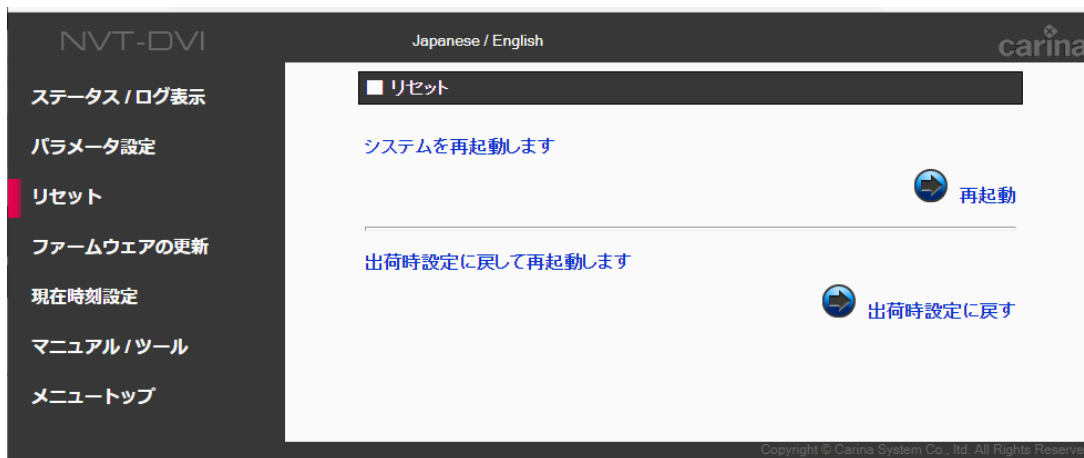 NVT-DVI
Japanese / English
carina
ステータス / ログ表示
パラメータ設定
リセット
ファームウェアの更新
現在時刻設定
マニュアル / ツール
メニュートップ
■ リセット
システムを再起動します
再起動
出荷時設定に戻して再起動します
出荷時設定に戻す
Copyright © Carina System Co., ltd. All Rights Reserve